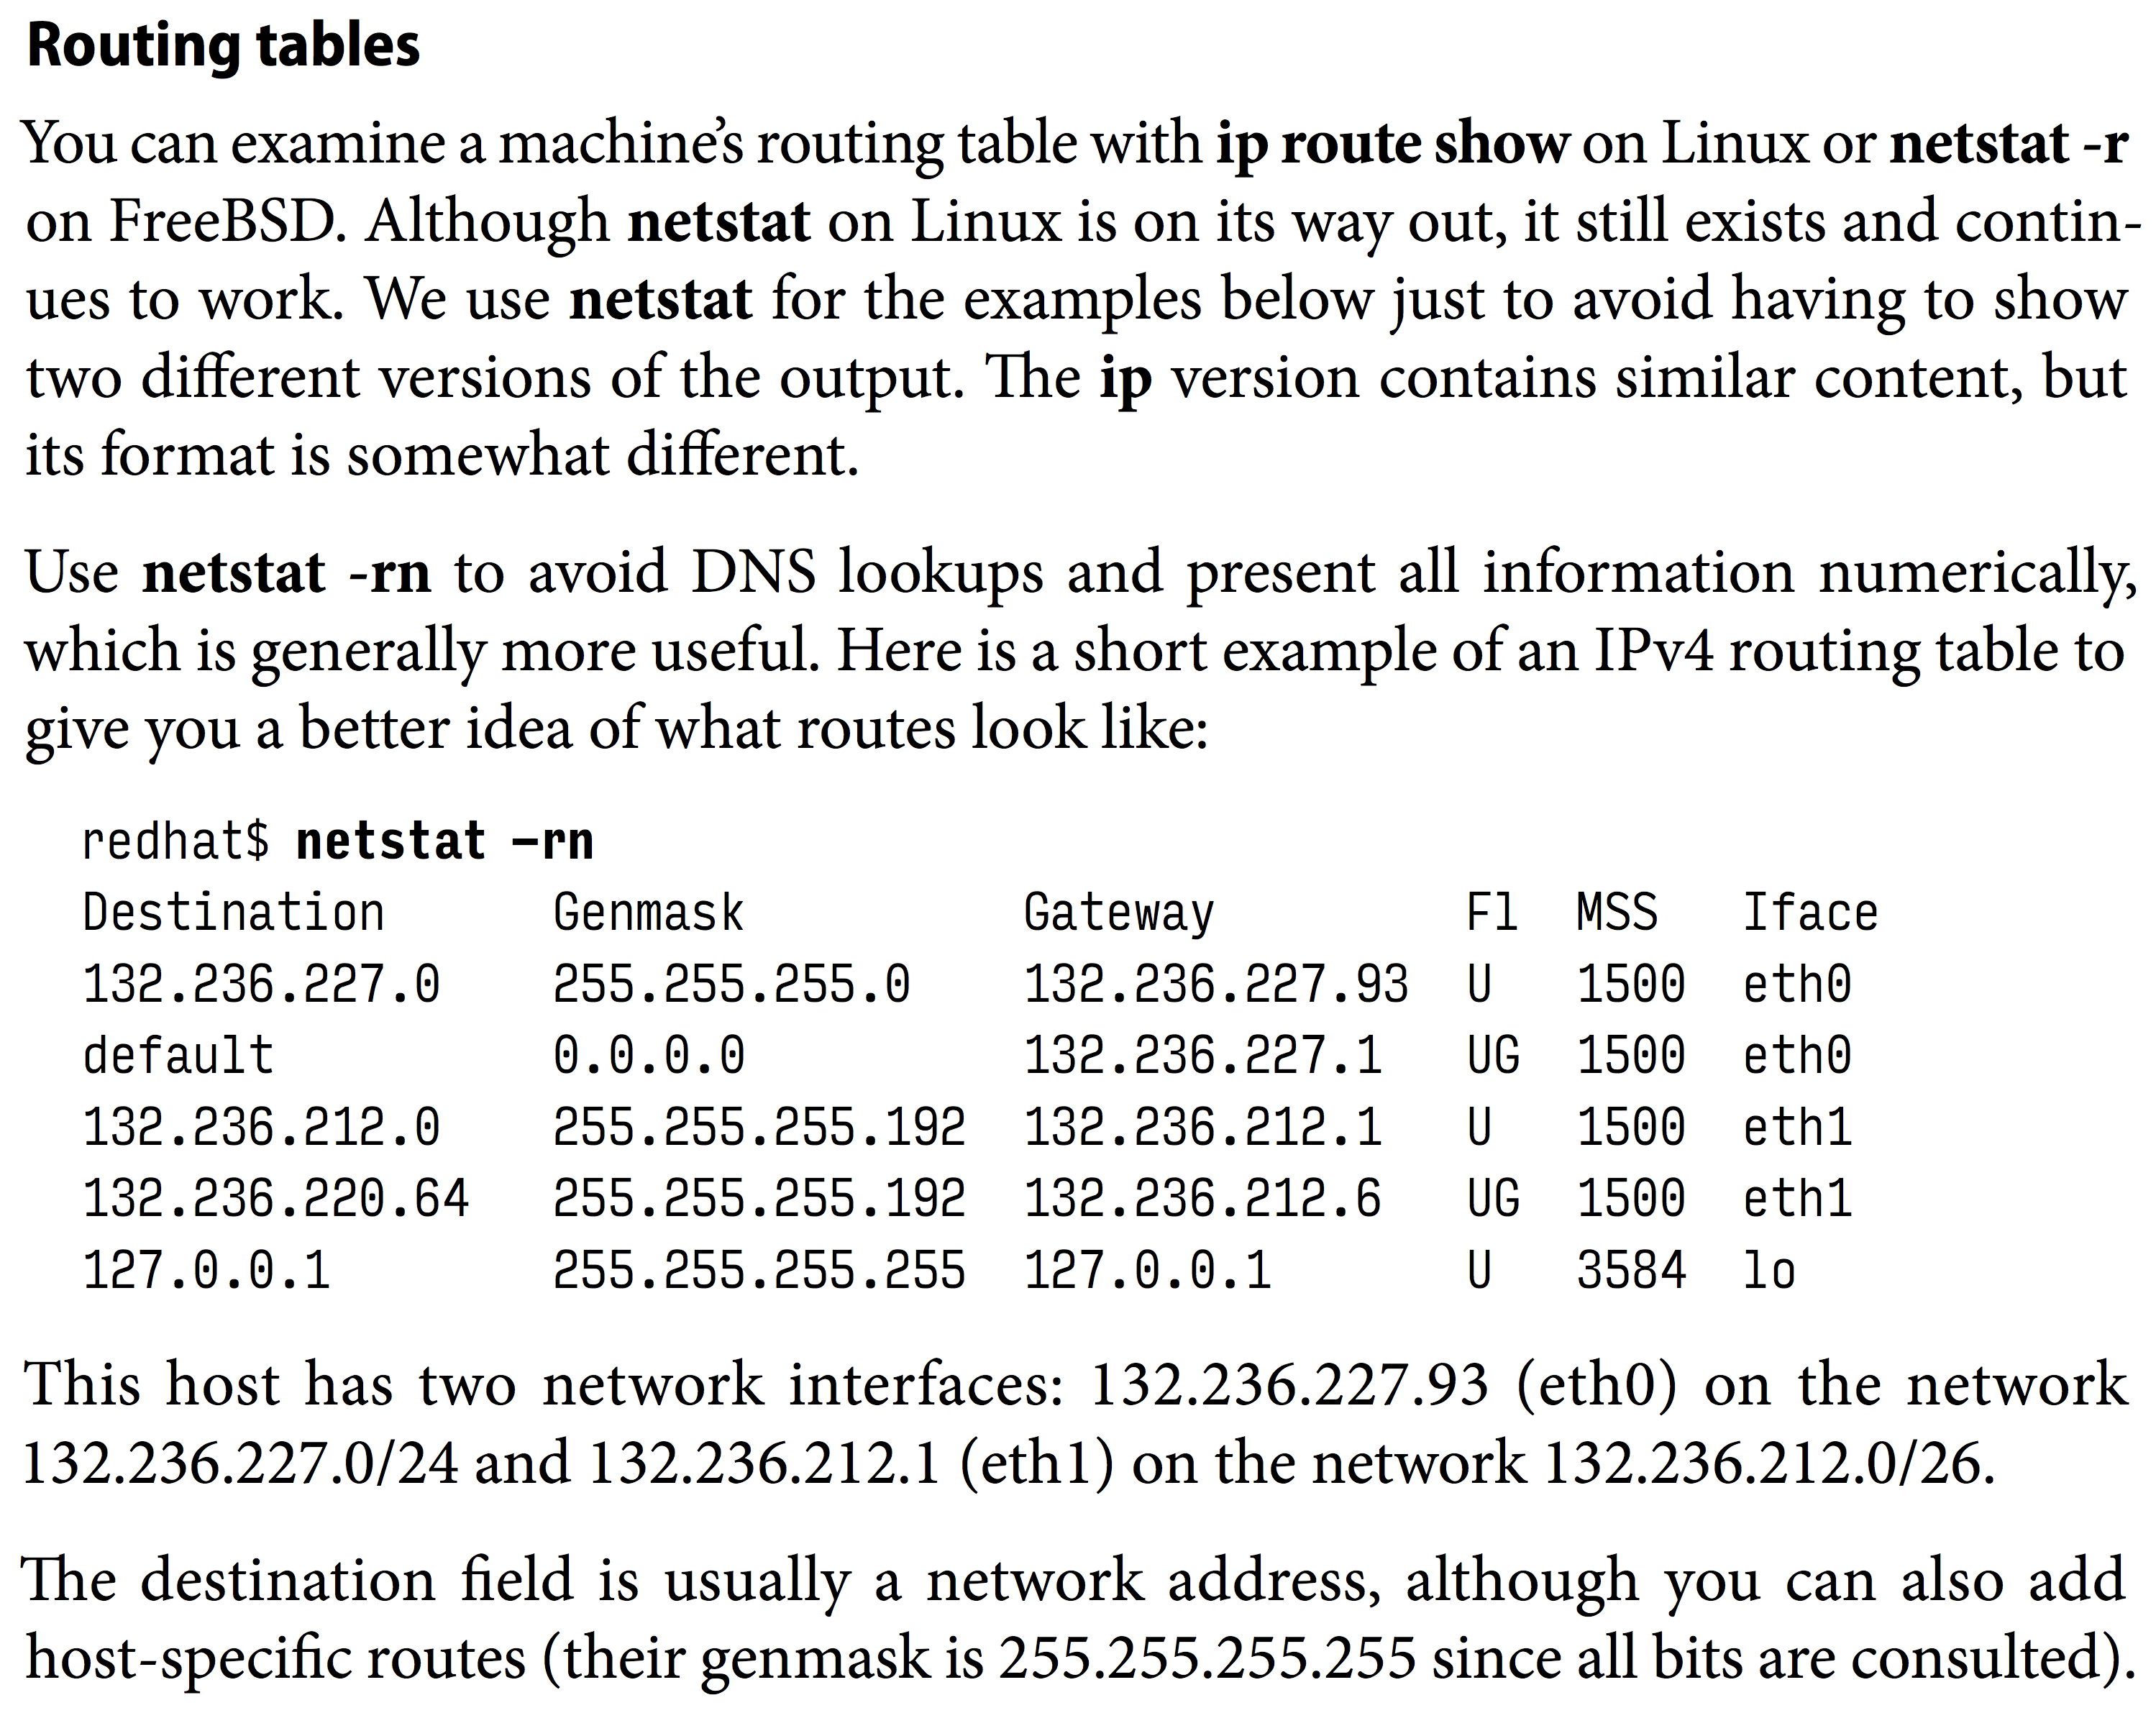 Routing tables
You can examine a machine’s routing table with ip route show on Linux or netstat -r
on FreeBSD. Although netstat on Linux is on its way out, it still exists and contin-
ues to work. We use netstat for the examples below just to avoid having to show
two different versions of the output. The ip version contains similar content, but
its format is somewhat different.
Use netstat -rn to avoid DNS lookups and present all information numerically,
which is generally more useful. Here is a short example of an IPv4 routing table to
give you a better idea of what routes look like:
redhat$ netstat –rn
Destination Genmask Gateway Fl MSS Iface
132.236.227.0 255.255.255.0 132.236.227.93 U 1500 eth0
default 0.0.0.0 132.236.227.1 UG 1500 eth0
132.236.212.0 255.255.255.192 132.236.212.1 U 1500 eth1
132.236.220.64 255.255.255.192 132.236.212.6 UG 1500 eth1
127.0.0.1 255.255.255.255 127.0.0.1 U 3584 lo
This host has two network interfaces: 132.236.227.93 (eth0) on the network
132.236.227.0/24 and 132.236.212.1 (eth1) on the network 132.236.212.0/26.
The destination field is usually a network address, although you can also add
host-specific routes (their genmask is 255.255.255.255 since all bits are consulted).